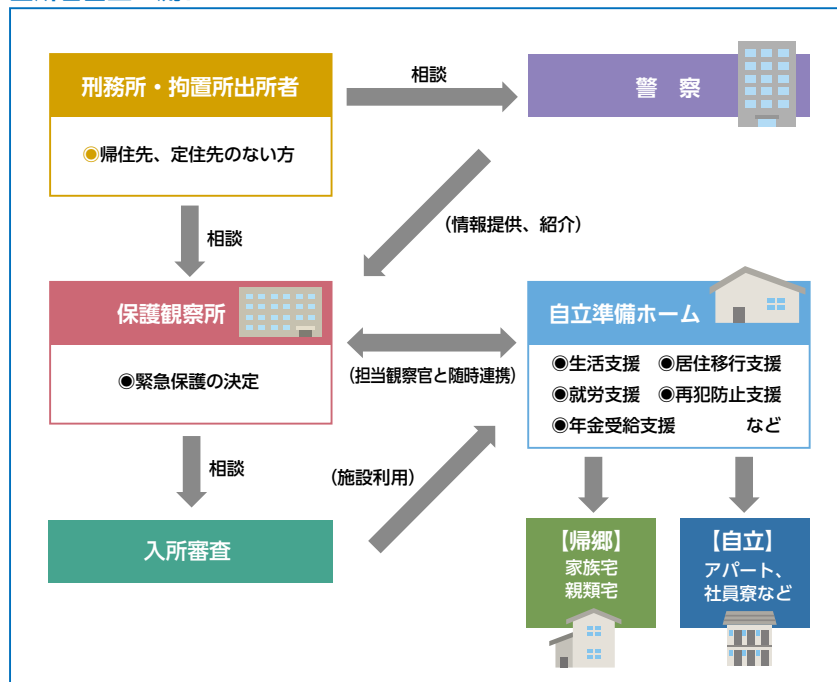 刑務所・拘置所出所者
相談
警　察
◉帰住先、定住先のない方
相談
（情報提供、紹介）
保護観察所
自立準備ホーム
◉緊急保護の決定
（担当観察官と随時連携）
◉生活支援　◉居住移行支援
◉就労支援　◉再犯防止支援
◉年金受給支援　　　など
相談
（施設利用）
入所審査
【帰郷】
家族宅
親類宅
【自立】
アパート、
社員寮など